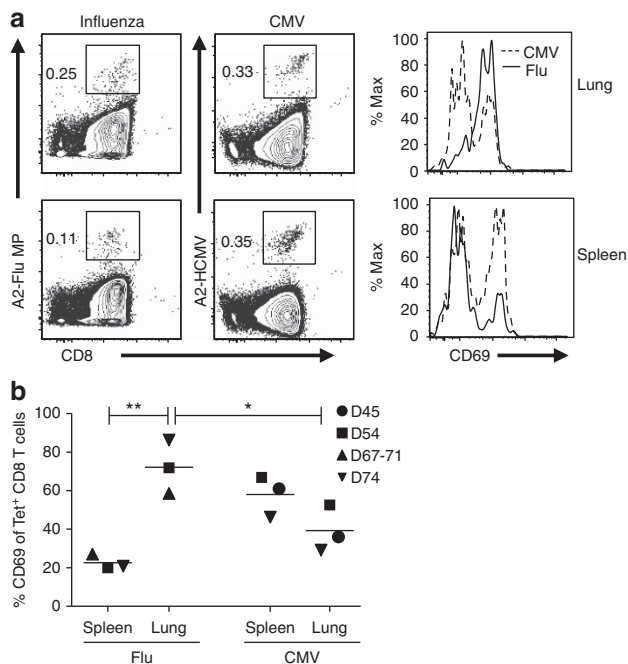 a
Influenza
CMV
0.25
0.33
0.11
0.35
A2-Flu MP
A2-HCMV
CD8
100
80
60
40
20
0
% Max
CMV
Flu
Lung
100
80
60
40
20
0
% Max
Spleen
CD69
b
% CD69 of Tet+ CD8 T cells
100
80
60
40
20
0
**
*
D45
D54
D67-71
D74
Spleen Lung Spleen Lung
Flu CMV